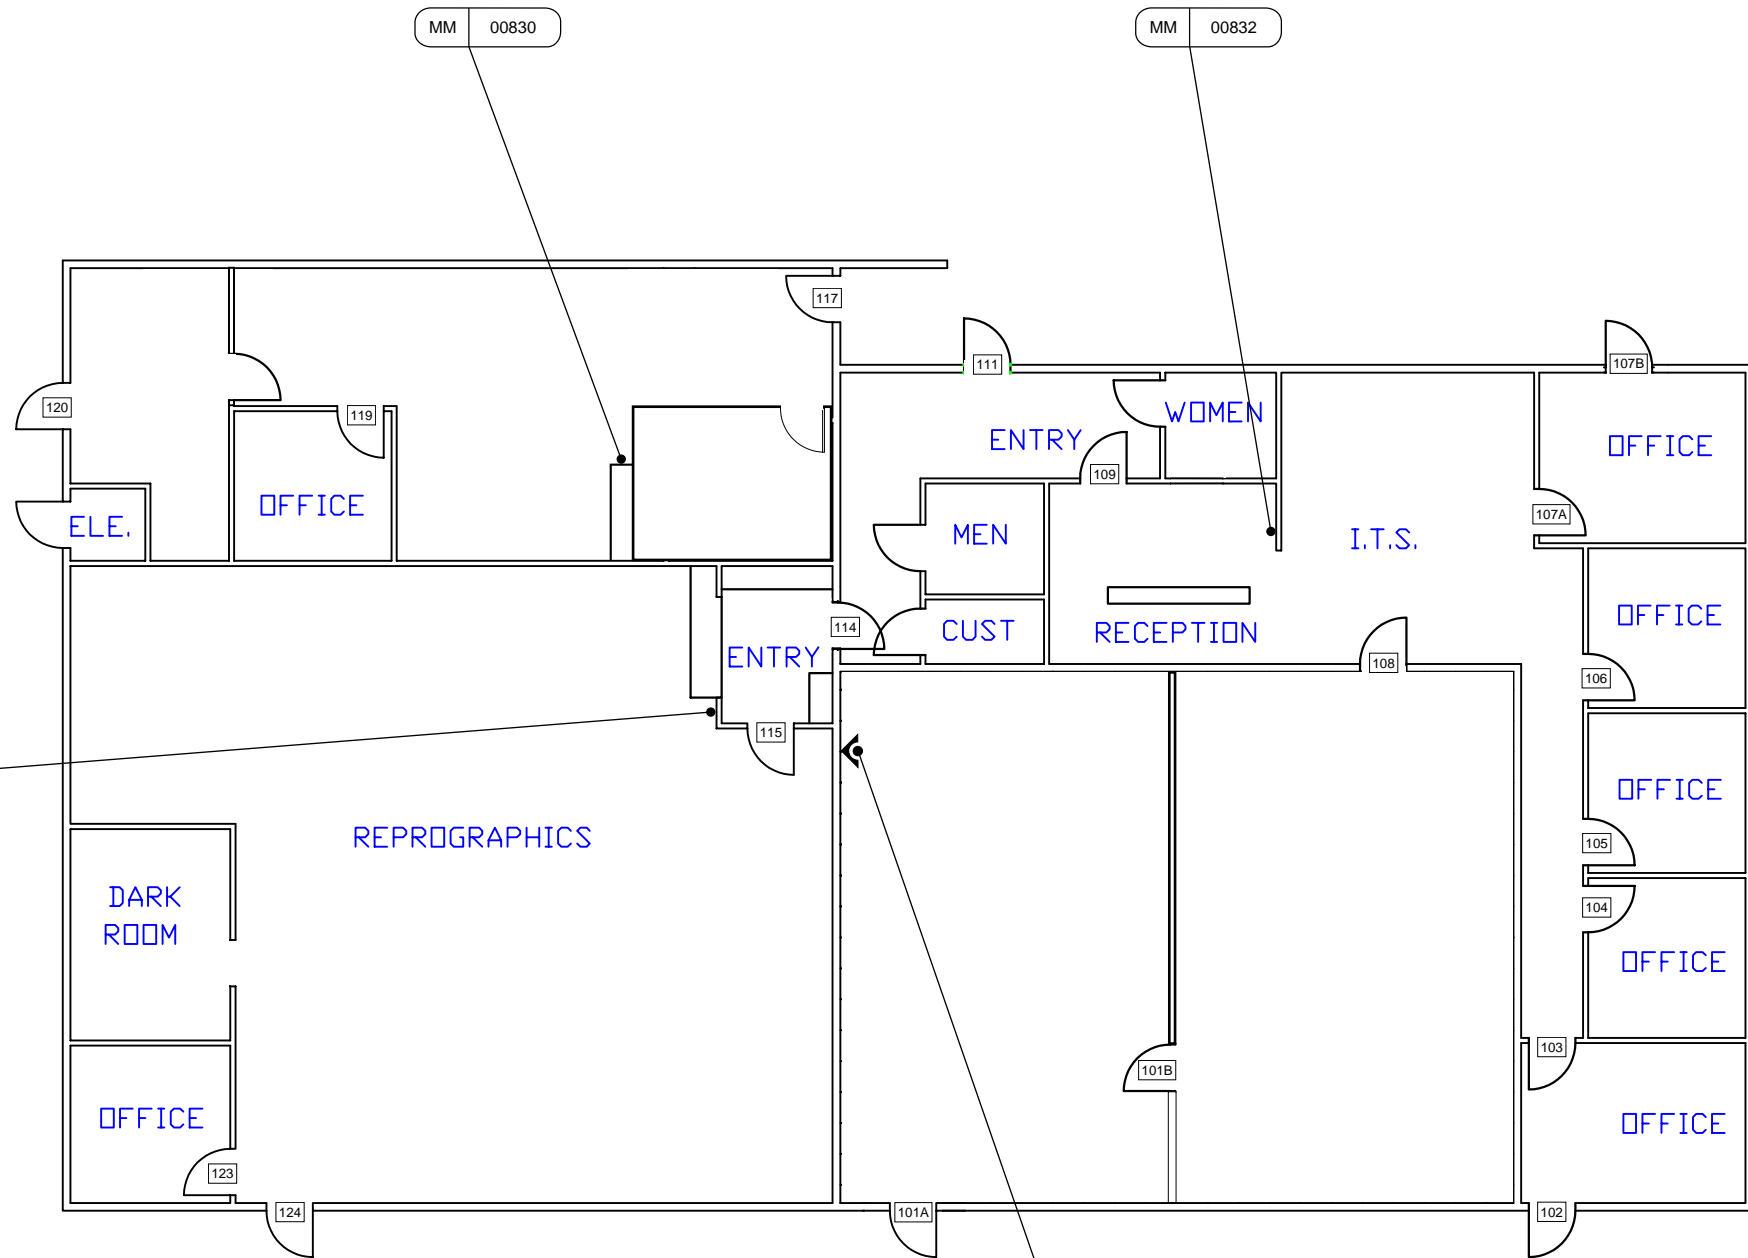 MM 00830
MM 00832
117
111
107B
120
119
WOMEN
ENTRY
OFFICE
109
OFFICE
107A
ELE.
MEN
I.T.S.
OFFICE
114
CUST
RECEPTION
ENTRY
108
106
115
OFFICE
REPROGRAPHICS
105
DARK
ROOM
104
OFFICE
103
101B
OFFICE
OFFICE
123
124
101A
102